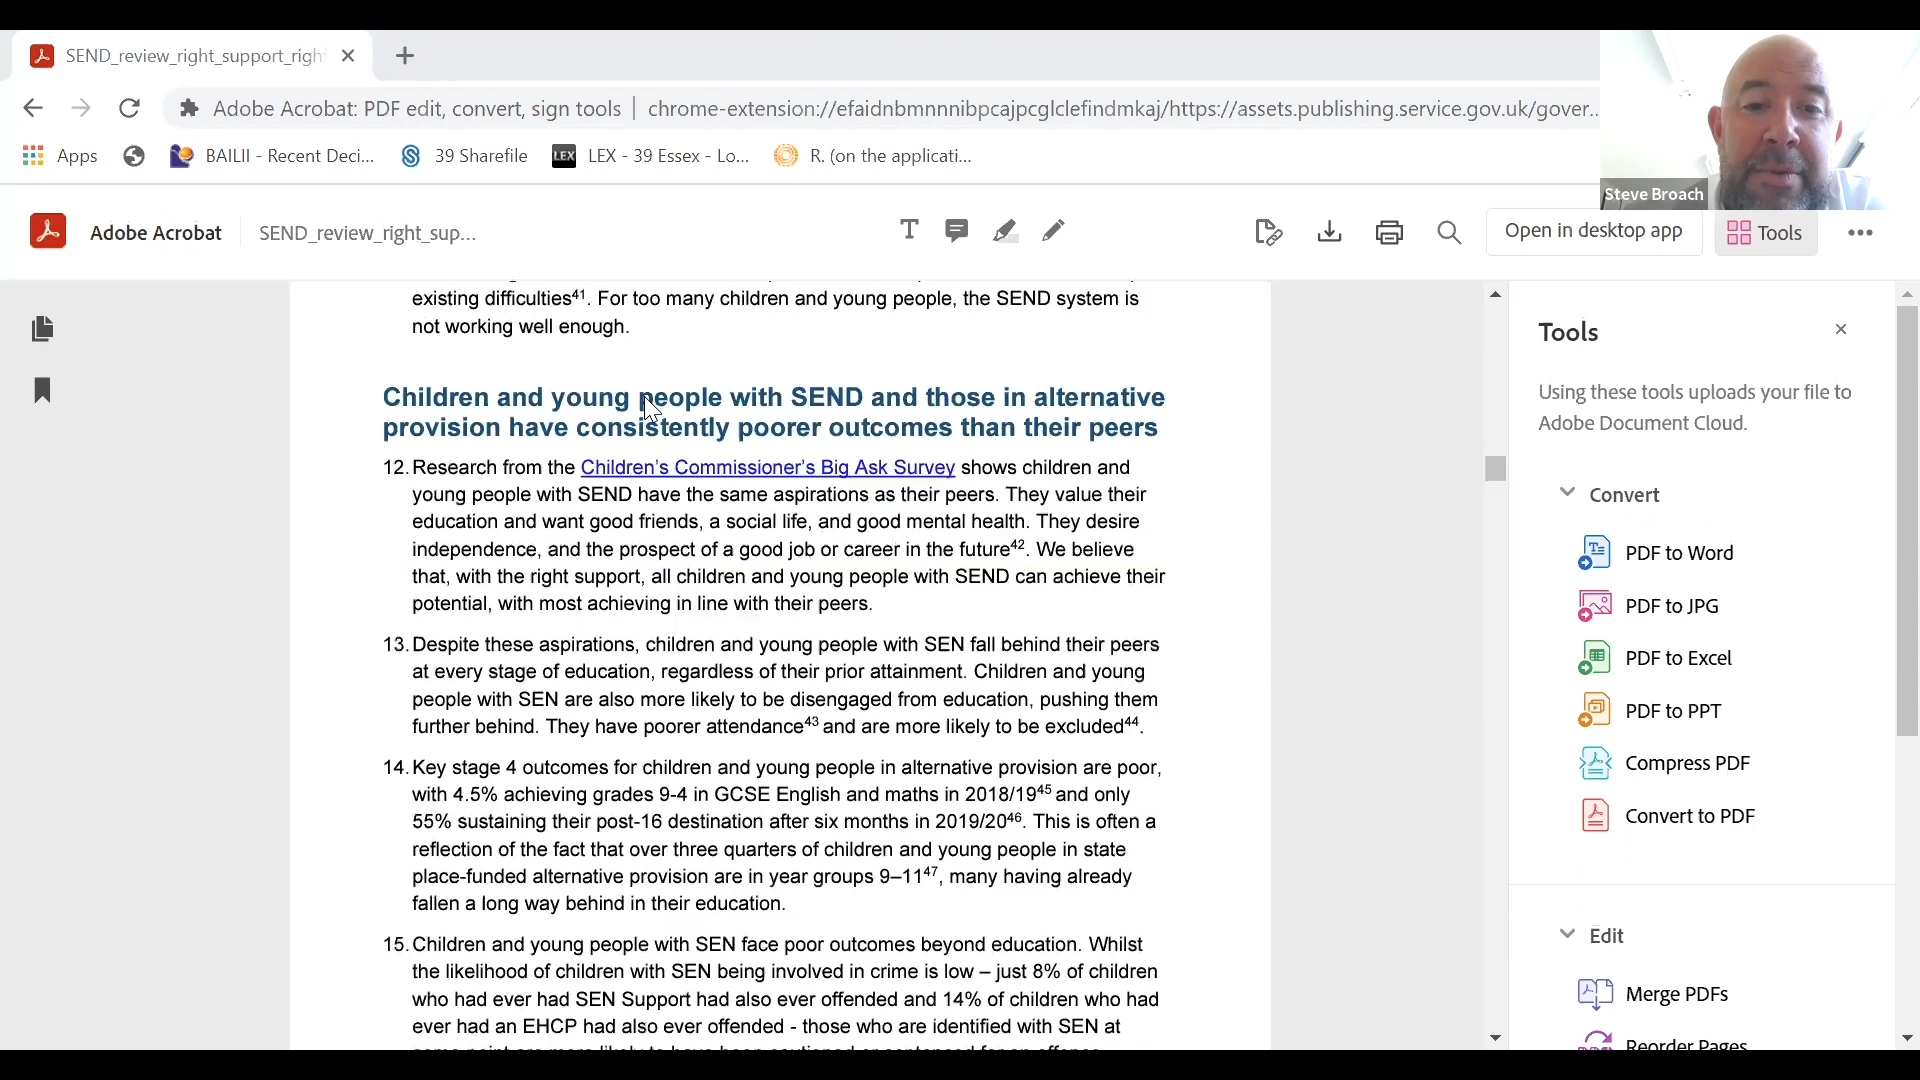 SEND_review_right_support_righ
Adobe Acrobat: PDF edit, convert, sign tools | chrome-extension://efaidnbmnnnibpcajpcglclefindmkaj/https://assets.publishing.service.gov.uk/gover...
Apps
BAILII - Recent Deci...
39 Sharefile
LEX
LEX - 39 Essex - Lo...
R. (on the applicati...
Steve Broach
Adobe Acrobat
SEND_review_right_sup...
Open in desktop app
Tools
existing difficulties41. For too many children and young people, the SEND system is
not working well enough.
Children and young people with SEND and those in alternative
provision have consistently poorer outcomes than their peers
12. Research from the Children's Commissioner's Big Ask Survey shows children and
young people with SEND have the same aspirations as their peers. They value their
education and want good friends, a social life, and good mental health. They desire
independence, and the prospect of a good job or career in the future42. We believe
that, with the right support, all children and young people with SEND can achieve their
potential, with most achieving in line with their peers.
13. Despite these aspirations, children and young people with SEN fall behind their peers
at every stage of education, regardless of their prior attainment. Children and young
people with SEN are also more likely to be disengaged from education, pushing them
further behind. They have poorer attendance43 and are more likely to be excluded44.
14. Key stage 4 outcomes for children and young people in alternative provision are poor,
with 4.5% achieving grades 9-4 in GCSE English and maths in 2018/1945 and only
55% sustaining their post-16 destination after six months in 2019/2046. This is often a
reflection of the fact that over three quarters of children and young people in state
place-funded alternative provision are in year groups 9–1147, many having already
fallen a long way behind in their education.
15. Children and young people with SEN face poor outcomes beyond education. Whilst
the likelihood of children with SEN being involved in crime is low – just 8% of children
who had ever had SEN Support had also ever offended and 14% of children who had
ever had an EHCP had also ever offended - those who are identified with SEN at
Tools
Using these tools uploads your file to
Adobe Document Cloud.
Convert
PDF to Word
PDF to JPG
PDF to Excel
PDF to PPT
Compress PDF
Convert to PDF
Edit
Merge PDFs
Reorder Pages